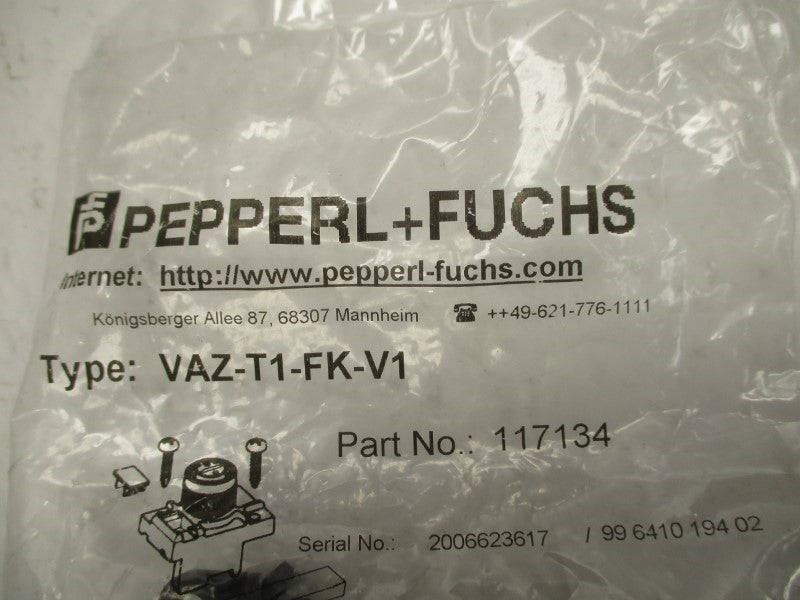 PEPPERL+FUCHS
Internet: http://www.pepperl-fuchs.com
Königsberger Allee 87, 68307 Mannheim ☎ ++49-621-776-1111
Type: VAZ-T1-FK-V1
Part No.: 117134
Serial No.: 2006623617 / 99 6410 194 02